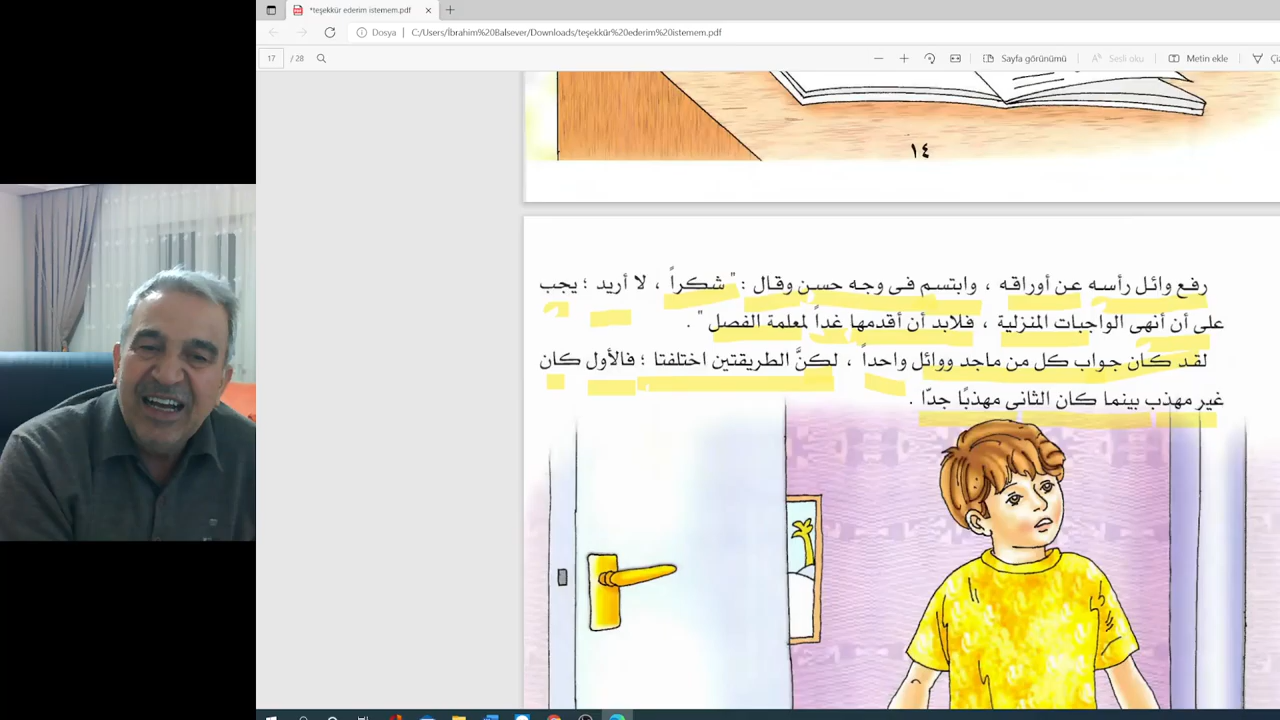 *teşekkür ederim istemem.pdf
Dosya | C:/Users/İbrahim%20Balsever/Downloads/teşekkür%20ederim%20istemem.pdf
17 / 28 Sayfa görünümü Sesli oku Metin ekle
١٤
رفع وائل رأسه عن أوراقه ، وابتسم فى وجه حسن وقال : " شكراً ، لا أريد ؛ يجب
على أن أنهى الواجبات المنزلية ، فلابد أن أقدمها غداً لمعلمة الفصل " .
لقد كان جواب كل من ماجد ووائل واحداً ، لكنَّ الطريقتين اختلفتا ؛ فالأول كان
غير مهذب بينما كان الثانى مهذبًا جدّا .